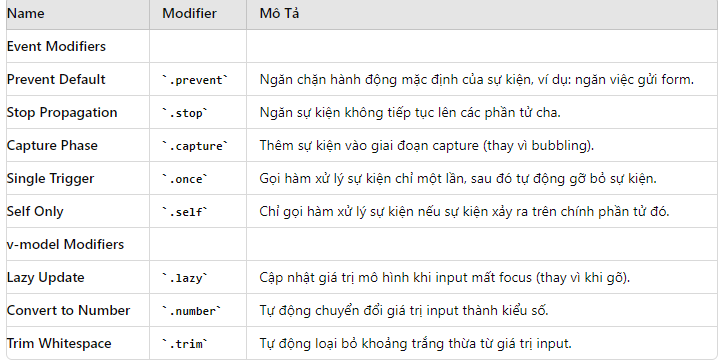 Name Modifier Mô Tả
Event Modifiers
Prevent Default `.prevent` Ngăn chặn hành động mặc định của sự kiện, ví dụ: ngăn việc gửi form.
Stop Propagation `.stop` Ngăn sự kiện không tiếp tục lên các phần tử cha.
Capture Phase `.capture` Thêm sự kiện vào giai đoạn capture (thay vì bubbling).
Single Trigger `.once` Gọi hàm xử lý sự kiện chỉ một lần, sau đó tự động gỡ bỏ sự kiện.
Self Only `.self` Chỉ gọi hàm xử lý sự kiện nếu sự kiện xảy ra trên chính phần tử đó.
v-model Modifiers
Lazy Update `.lazy` Cập nhật giá trị mô hình khi input mất focus (thay vì khi gõ).
Convert to Number `.number` Tự động chuyển đổi giá trị input thành kiểu số.
Trim Whitespace `.trim` Tự động loại bỏ khoảng trắng thừa từ giá trị input.